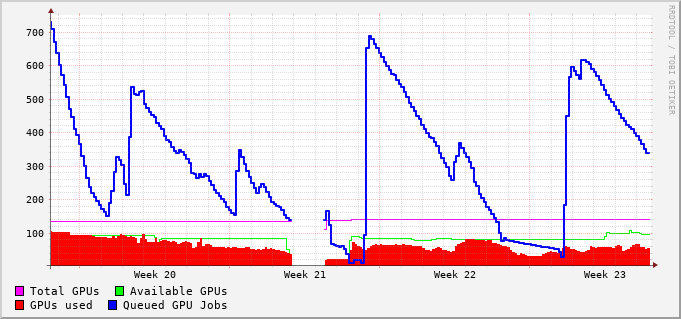 700
600
500
400
300
200
100
Week 20 Week 21 Week 22 Week 23
Total GPUs Available GPUs
GPUs used Queued GPU Jobs
RRDTOOL / TOBI OETIKER